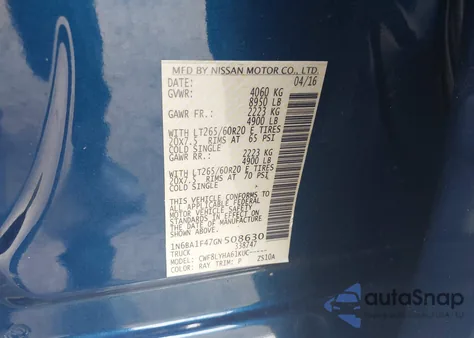 MFD BY NISSAN MOTOR CO., LTD.
DATE: 04/16
GVWR: 4060 KG
8950 LB
GAWR FR.: 2223 KG
4900 LB
WITH LT265/60R20 E TIRES
20X7.5 RIMS AT 65 PSI
COLD SINGLE
GAWR RR.: 2223 KG
4900 LB
WITH LT265/60R20 E TIRES
20X7.5 RIMS AT 70 PSI
COLD SINGLE
THIS VEHICLE CONFORMS TO
ALL APPLICABLE FEDERAL
MOTOR VEHICLE SAFETY
STANDARDS IN EFFECT ON
THE DATE OF MANUFACTURE
SHOWN ABOVE.
1N6BA1F47GN508630
TRUCK 338747
MODEL: CWF8LYHA61KUC-----
COLOR: RAY TRIM: P ZS10A
autoSnap